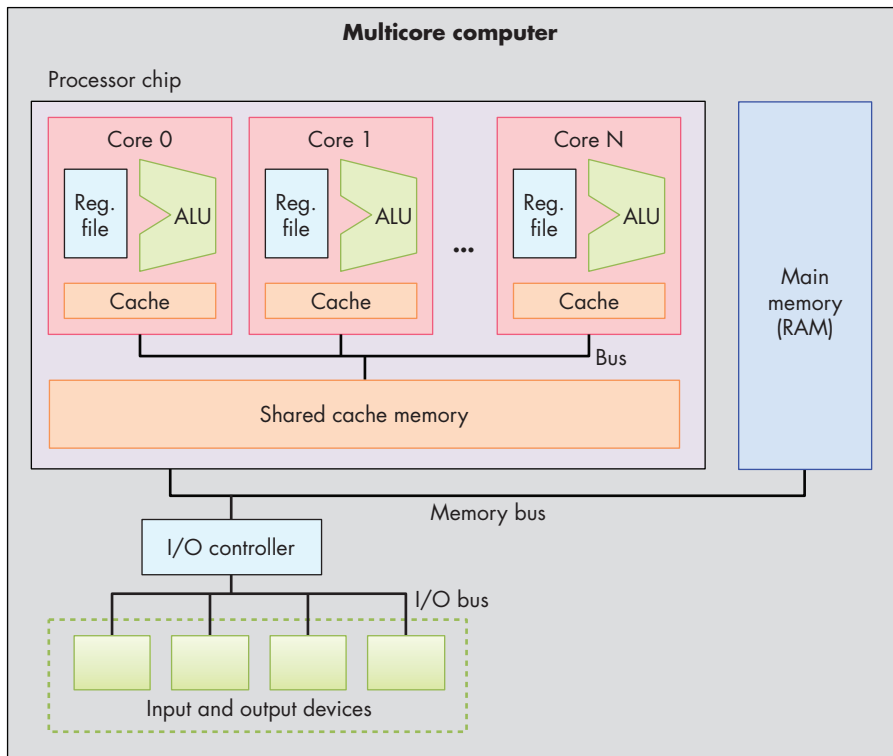 Multicore computer
Processor chip
Core 0
Core 1
Core N
Reg.
file
ALU
Reg.
file
ALU
...
Reg.
file
ALU
Cache
Cache
Cache
Bus
Shared cache memory
Main
memory
(RAM)
Memory bus
I/O controller
I/O bus
Input and output devices